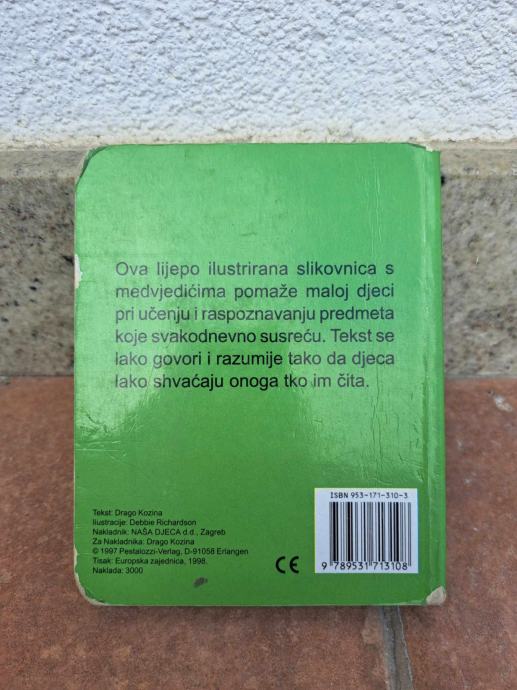 Ova lijepo ilustrirana slikovnica s
medvjedićima pomaže maloj djeci
pri učenju i raspoznavanju predmeta
koje svakodnevno susreću. Tekst se
lako govori i razumije tako da djeca
lako shvaćaju onoga tko im čita.
Tekst: Drago Kozina
Ilustracije: Debbie Richardson
Nakladnik: NAŠA DJECA d.d., Zagreb
Za Nakladnika: Drago Kozina
© 1997 Pestalozzi-Verlag, D-91058 Erlangen
Tisak: Europska zajednica, 1998.
Naklada: 3000
CE
ISBN 953-171-310-3
9 789531 713108